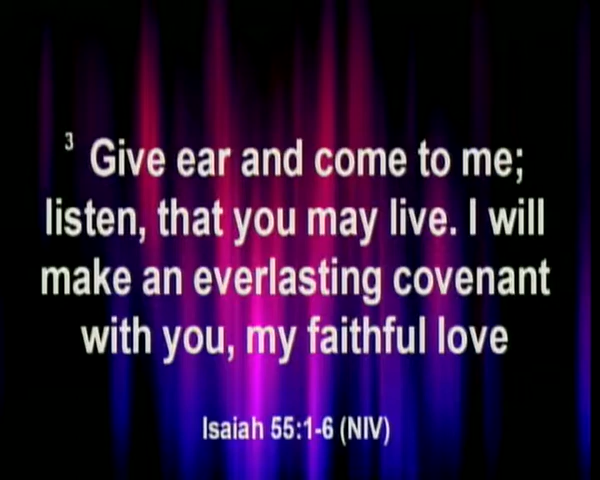 3 Give ear and come to me;
listen, that you may live. I will
make an everlasting covenant
with you, my faithful love
Isaiah 55:1-6 (NIV)